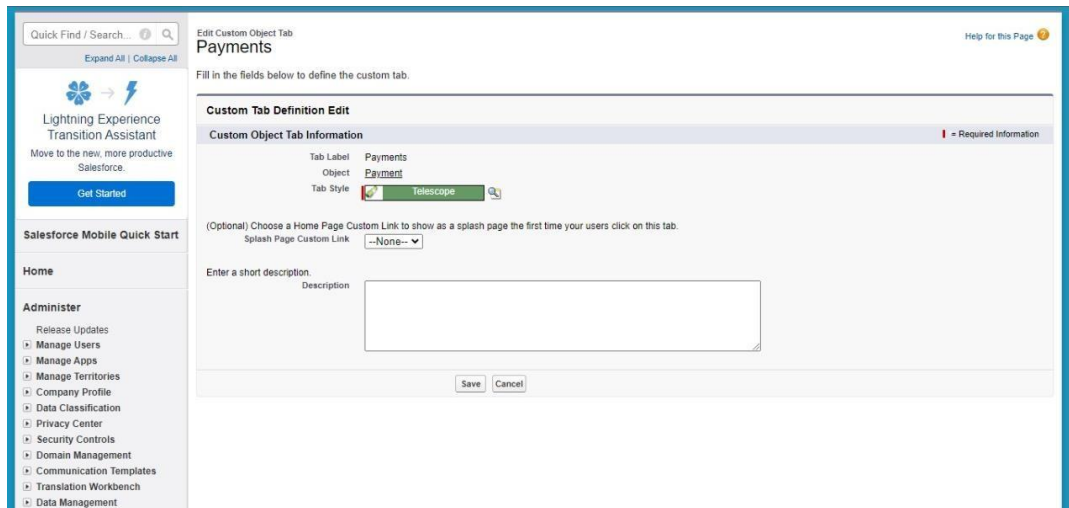 Quick Find / Search...
Expand All | Collapse All
Lightning Experience
Transition Assistant
Move to the new, more productive
Salesforce.
Get Started
Salesforce Mobile Quick Start
Home
Administer
Release Updates
Manage Users
Manage Apps
Manage Territories
Company Profile
Data Classification
Privacy Center
Security Controls
Domain Management
Communication Templates
Translation Workbench
Data Management
Edit Custom Object Tab
Payments
Help for this Page
Fill in the fields below to define the custom tab.
Custom Tab Definition Edit
Custom Object Tab Information
= Required Information
Tab Label Payments
Object Payment
Tab Style Telescope
(Optional) Choose a Home Page Custom Link to show as a splash page the first time your users click on this tab.
Splash Page Custom Link --None--
Enter a short description.
Description
Save Cancel